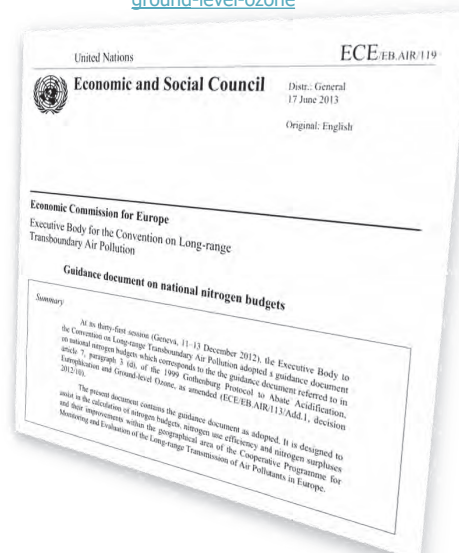 ground-level-ozone
United Nations
ECE/EB.AIR/119
Economic and Social Council
Distr.: General
17 June 2013
Original: English
Economic Commission for Europe
Executive Body for the Convention on Long-range
Transboundary Air Pollution
Guidance document on national nitrogen budgets
Summary
At its thirty-first session (Geneva, 11–13 December 2012), the Executive Body to
the Convention on Long-range Transboundary Air Pollution adopted s guidance document
on national nitrogen budgets which corresponds to the the guidance document referred to in
article 7, paragraph 3 (d), of the 1999 Gothenburg Protocol to Abate Acidification,
Eutrophication and Ground-level Ozone, as amended (ECE/EB.AIR/113/Add.1, decision
2012/10).
The present document contains the guidance document as adopted. It is designed to
assist in the calculation of nitrogen budgets, nitrogen use efficiency and nitrogen surpluses
and their improvements within the geographical area of the Cooperative Programme for
Monitoring and Evaluation of the Long-range Transmission of Air Pollutants in Europe.